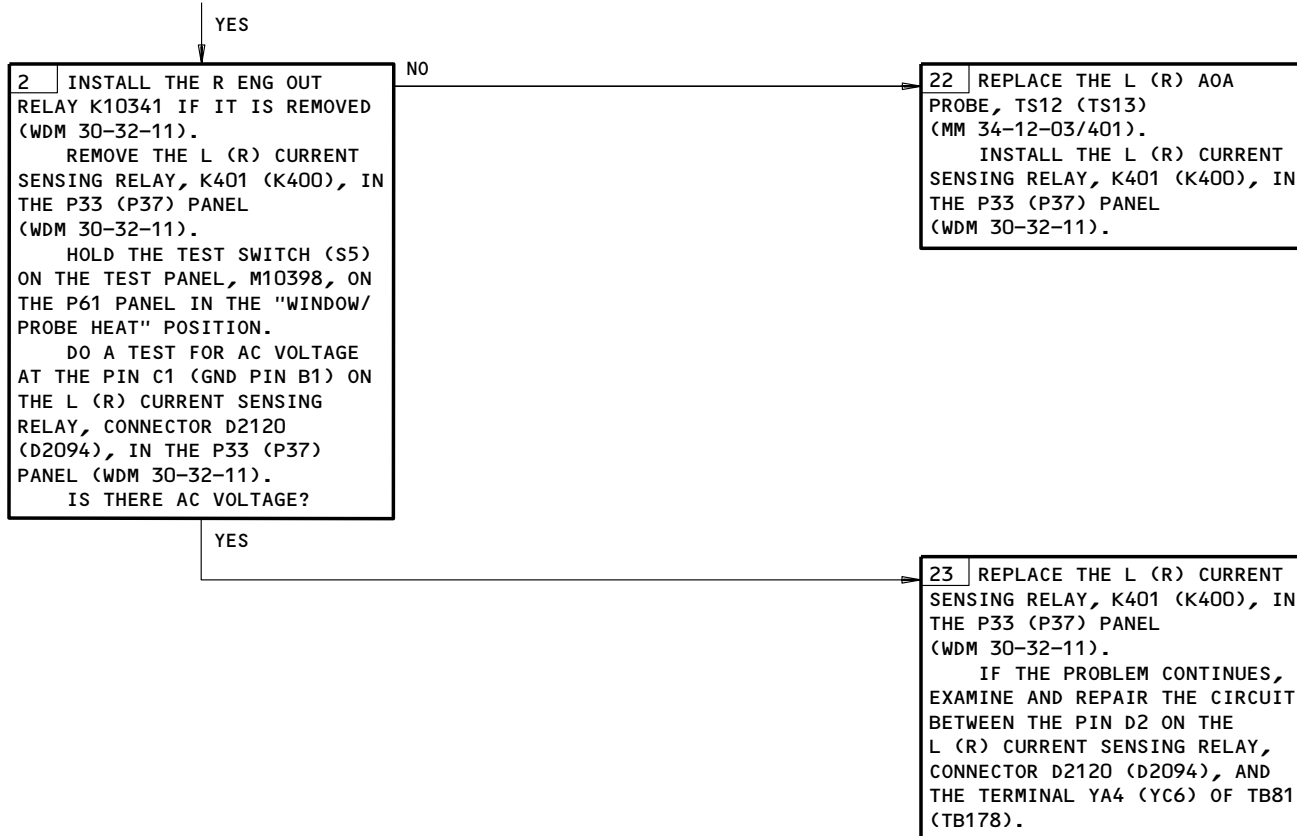 YES
2 INSTALL THE R ENG OUT
RELAY K10341 IF IT IS REMOVED
(WDM 30-32-11).
REMOVE THE L (R) CURRENT
SENSING RELAY, K401 (K400), IN
THE P33 (P37) PANEL
(WDM 30-32-11).
HOLD THE TEST SWITCH (S5)
ON THE TEST PANEL, M10398, ON
THE P61 PANEL IN THE "WINDOW/
PROBE HEAT" POSITION.
DO A TEST FOR AC VOLTAGE
AT THE PIN C1 (GND PIN B1) ON
THE L (R) CURRENT SENSING
RELAY, CONNECTOR D2120
(D2094), IN THE P33 (P37)
PANEL (WDM 30-32-11).
IS THERE AC VOLTAGE?
NO
22 REPLACE THE L (R) AOA
PROBE, TS12 (TS13)
(MM 34-12-03/401).
INSTALL THE L (R) CURRENT
SENSING RELAY, K401 (K400), IN
THE P33 (P37) PANEL
(WDM 30-32-11).
YES
23 REPLACE THE L (R) CURRENT
SENSING RELAY, K401 (K400), IN
THE P33 (P37) PANEL
(WDM 30-32-11).
IF THE PROBLEM CONTINUES,
EXAMINE AND REPAIR THE CIRCUIT
BETWEEN THE PIN D2 ON THE
L (R) CURRENT SENSING RELAY,
CONNECTOR D2120 (D2094), AND
THE TERMINAL YA4 (YC6) OF TB81
(TB178).